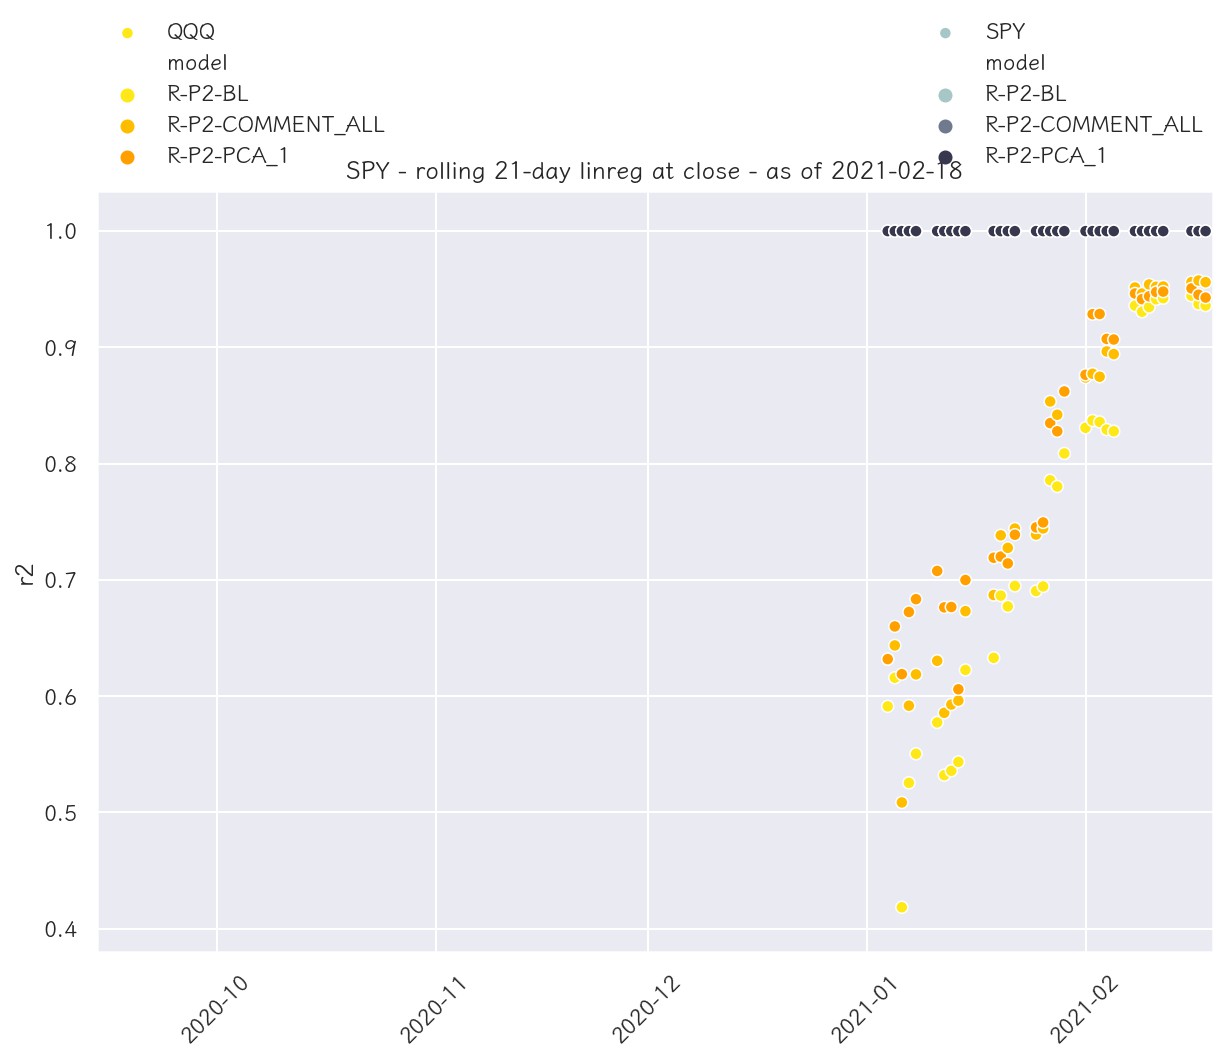 QQQ
model
R-P2-BL
R-P2-COMMENT_ALL
R-P2-PCA_1
SPY
model
R-P2-BL
R-P2-COMMENT_ALL
R-P2-PCA_1
SPY - rolling 21-day linreg at close - as of 2021-02-18
1.0
0.9
0.8
0.7
0.6
0.5
0.4
r2
2020-10
2020-11
2020-12
2021-01
2021-02